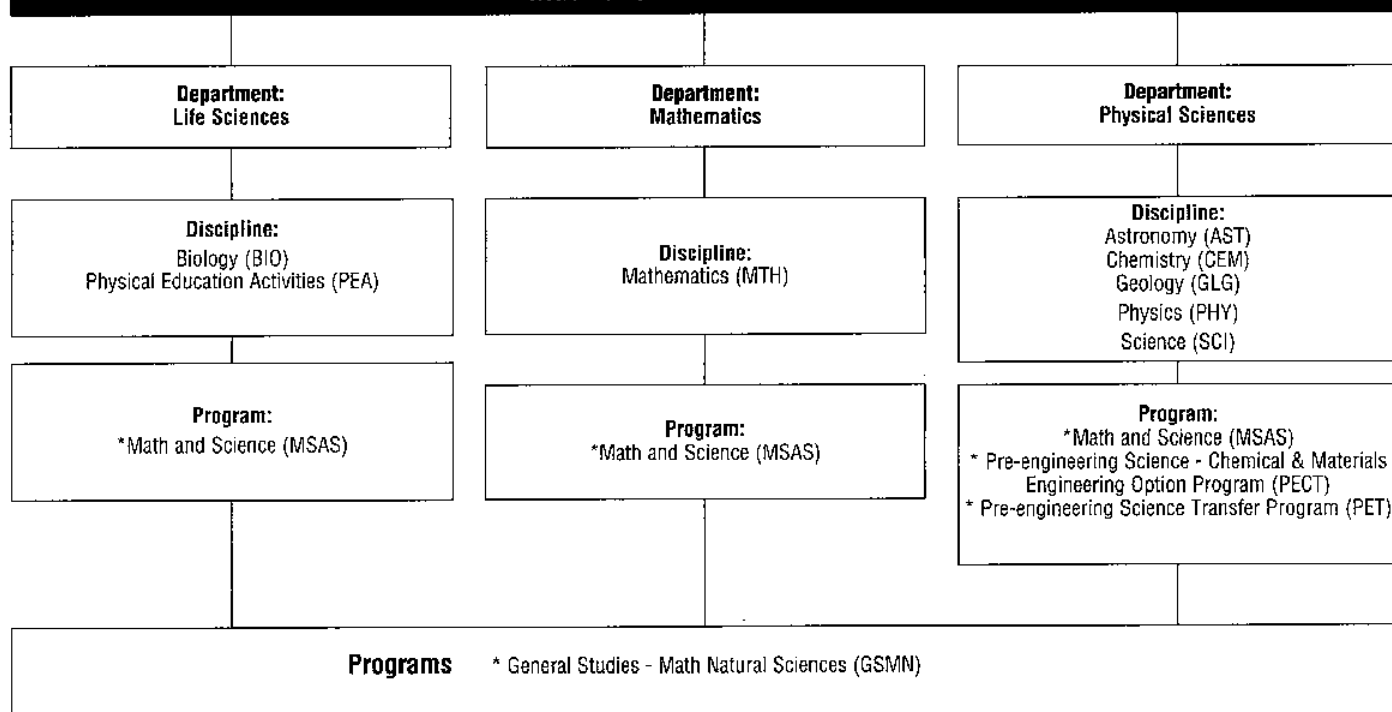 Department:
Life Sciences
Department:
Mathematics
Department:
Physical Sciences
Discipline:
Biology (BIO)
Physical Education Activities (PEA)
Discipline:
Mathematics (MTH)
Discipline:
Astronomy (AST)
Chemistry (CEM)
Geology (GLG)
Physics (PHY)
Science (SCI)
Program:
*Math and Science (MSAS)
Program:
*Math and Science (MSAS)
Program:
*Math and Science (MSAS)
* Pre-engineering Science - Chemical & Materials
Engineering Option Program (PECT)
* Pre-engineering Science Transfer Program (PET)
Programs * General Studies - Math Natural Sciences (GSMN)